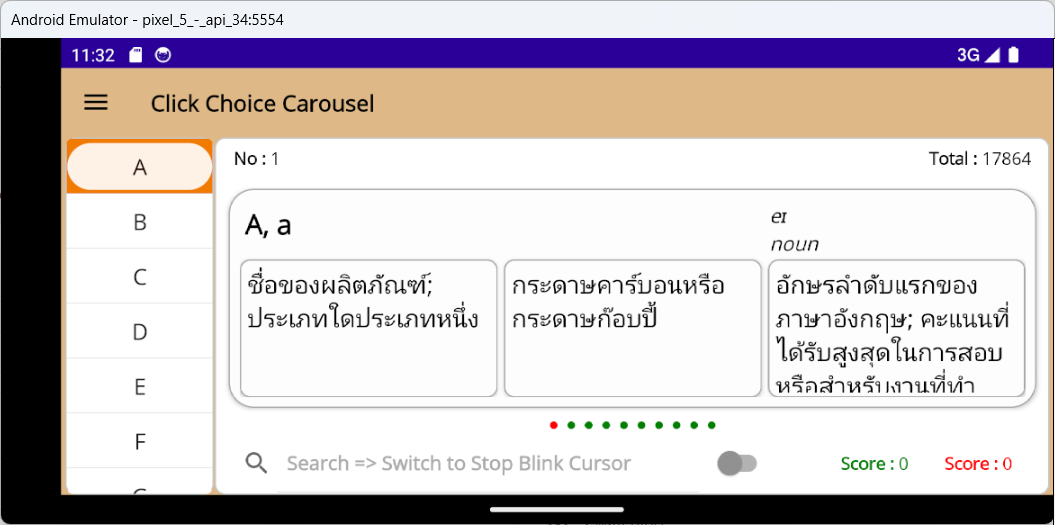 Android Emulator - pixel_5_-_api_34:5554
11:32
3G
Click Choice Carousel
A
B
C
D
E
F
No : 1
Total : 17864
A, a
eɪ
noun
ชื่อของผลิตภัณฑ์;
ประเภทใดประเภทหนึ่ง
กระดาษคาร์บอนหรือ
กระดาษก๊อบปี้
อักษรลำดับแรกของ
ภาษาอังกฤษ; คะแนนที่
ได้รับสูงสุดในการสอบ
หรือสำหรับงานที่ทำ
Search => Switch to Stop Blink Cursor
Score : 0
Score : 0